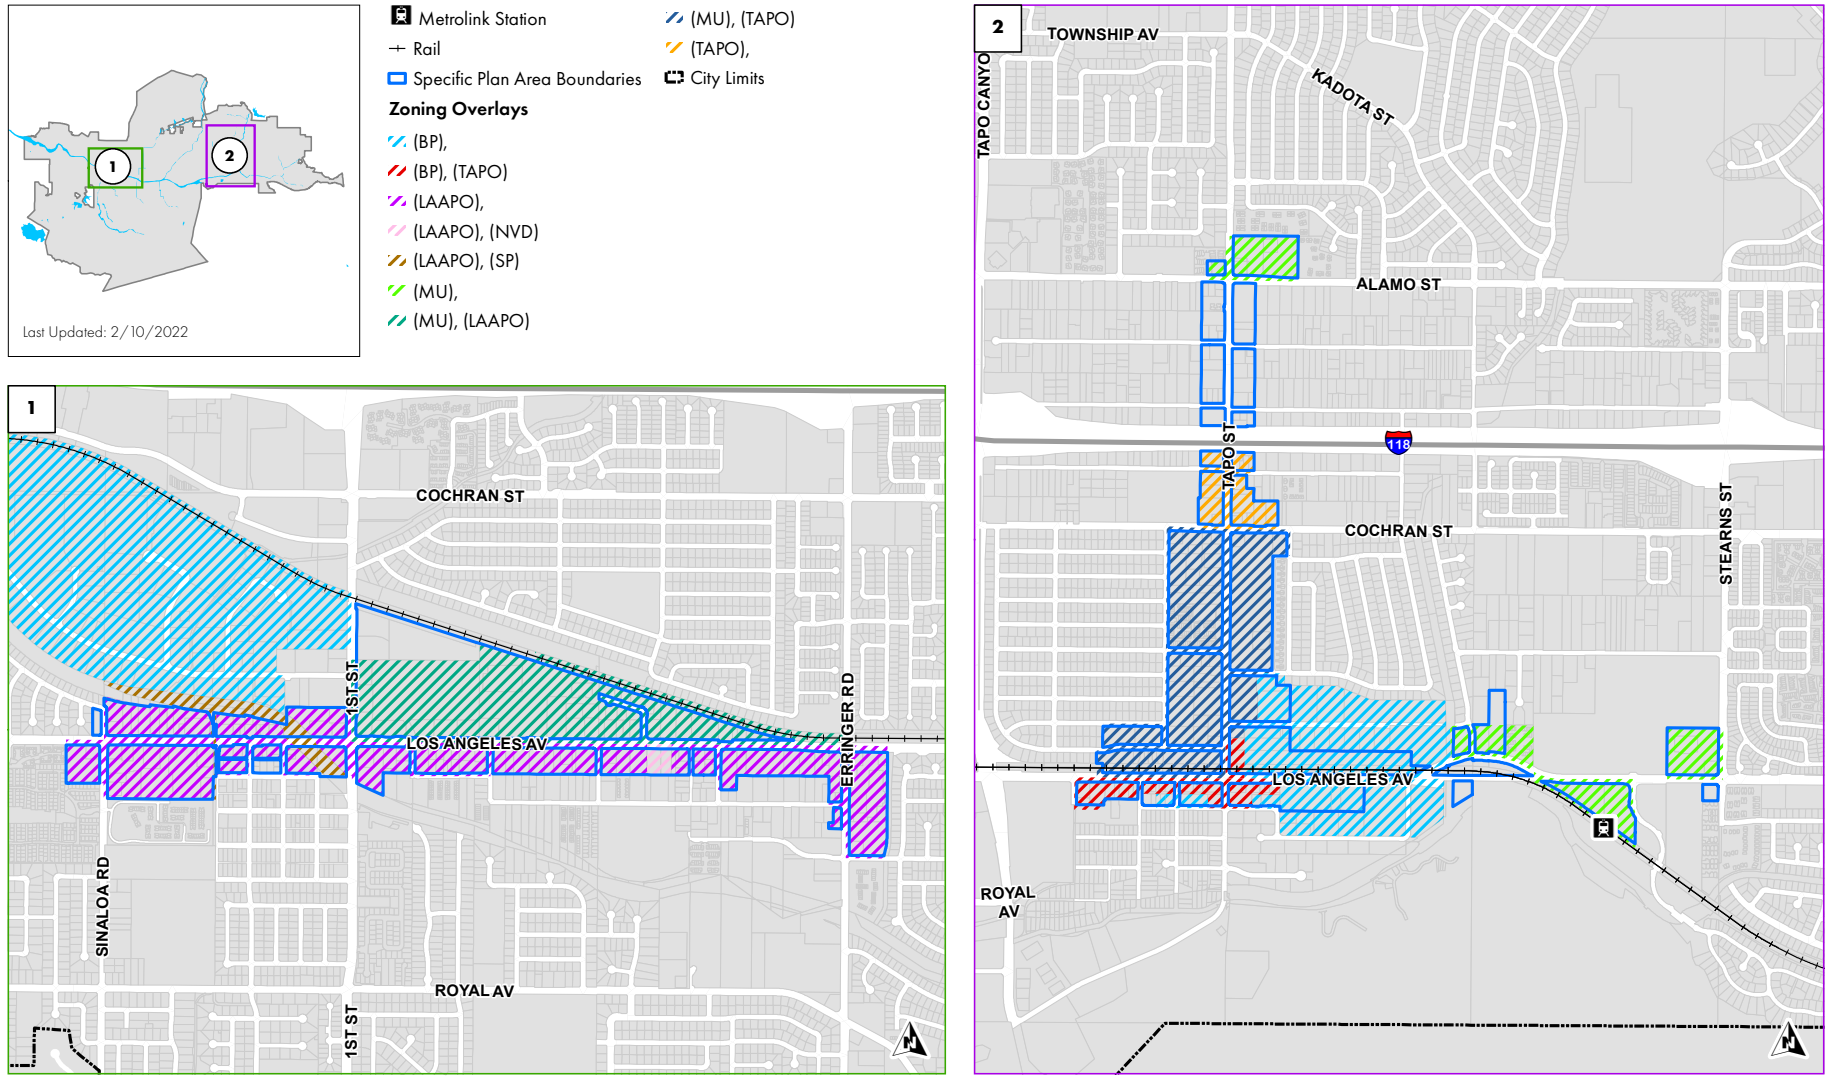 1
2
Last Updated: 2/10/2022
Metrolink Station
Rail
Specific Plan Area Boundaries
Zoning Overlays
(BP),
(BP), (TAPO)
(LAAPO),
(LAAPO), (NVD)
(LAAPO), (SP)
(MU),
(MU), (LAAPO)
(MU), (TAPO)
(TAPO),
City Limits
1
COCHRAN ST
1ST ST
LOS ANGELES AV
ERRINGER RD
SINALOA RD
ROYAL AV
1ST ST
N
2
TOWNSHIP AV
TAPO CANYO
KADOTA ST
ALAMO ST
TAPO ST
118
COCHRAN ST
STEARNS ST
LOS ANGELES AV
ROYAL
AV
N